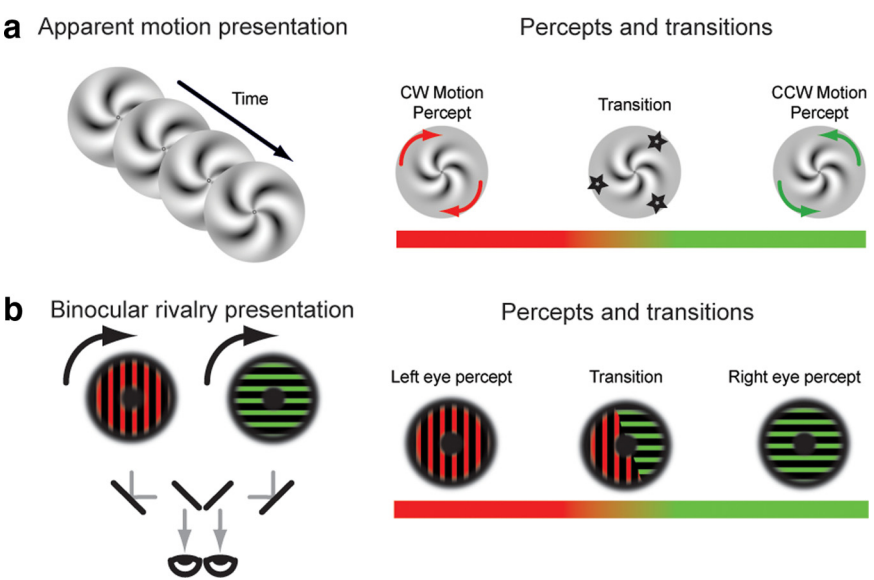 a
Apparent motion presentation
Time
Percepts and transitions
CW Motion
Percept
Transition
CCW Motion
Percept
b
Binocular rivalry presentation
Percepts and transitions
Left eye percept
Transition
Right eye percept